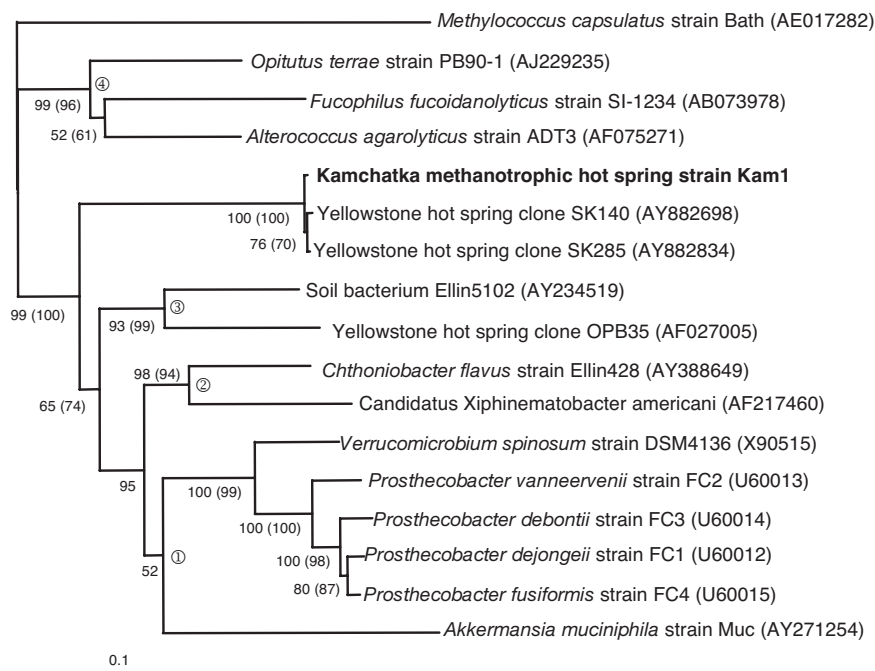 Methylococcus capsulatus strain Bath (AE017282)
Opitutus terrae strain PB90-1 (AJ229235)
④
99 (96)
Fucophilus fucoidanolyticus strain SI-1234 (AB073978)
52 (61)
Alterococcus agarolyticus strain ADT3 (AF075271)
Kamchatka methanotrophic hot spring strain Kam1
100 (100)
Yellowstone hot spring clone SK140 (AY882698)
76 (70)
Yellowstone hot spring clone SK285 (AY882834)
Soil bacterium Ellin5102 (AY234519)
③
99 (100)
93 (99)
Yellowstone hot spring clone OPB35 (AF027005)
98 (94)
Chthoniobacter flavus strain Ellin428 (AY388649)
②
65 (74)
Candidatus Xiphinematobacter americani (AF217460)
Verrucomicrobium spinosum strain DSM4136 (X90515)
95
100 (99)
Prosthecobacter vanneervenii strain FC2 (U60013)
100 (100)
Prosthecobacter debontii strain FC3 (U60014)
①
100 (98)
Prosthecobacter dejongeii strain FC1 (U60012)
52
80 (87)
Prosthecobacter fusiformis strain FC4 (U60015)
Akkermansia muciniphila strain Muc (AY271254)
0.1